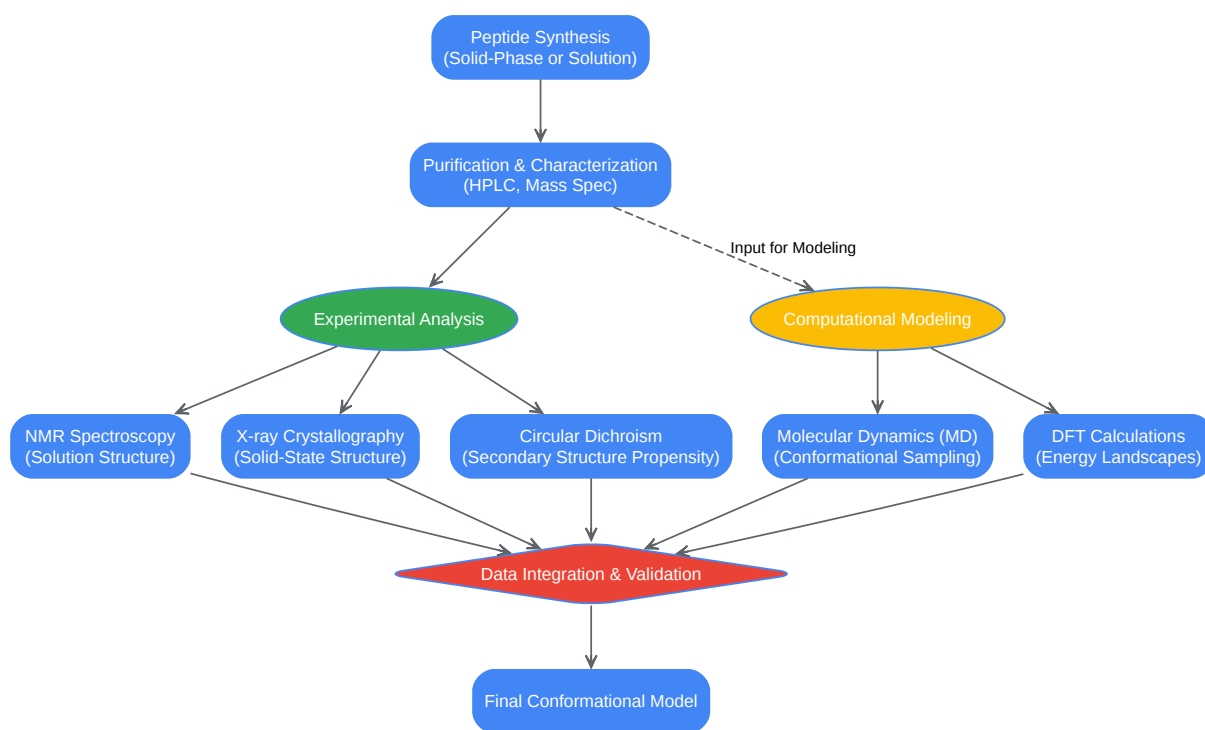 Peptide Synthesis
(Solid-Phase or Solution)
Purification & Characterization
(HPLC, Mass Spec)
Input for Modeling
Experimental Analysis
Computational Modeling
NMR Spectroscopy
(Solution Structure)
X-ray Crystallography
(Solid-State Structure)
Circular Dichroism
(Secondary Structure Propensity)
Molecular Dynamics (MD)
(Conformational Sampling)
DFT Calculations
(Energy Landscapes)
Data Integration & Validation
Final Conformational Model